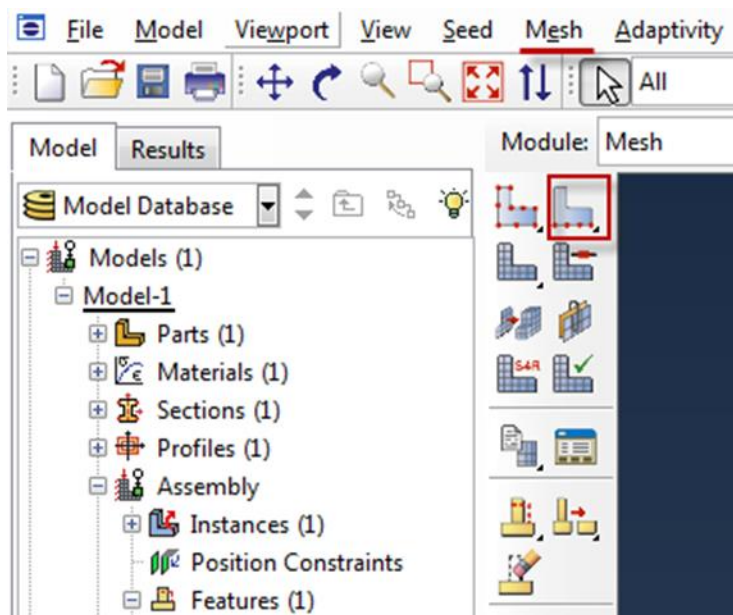 File Model Viewport View Seed Mesh Adaptivity
All
Model Results
Module: Mesh
Model Database
Models (1)
Model-1
Parts (1)
Materials (1)
Sections (1)
Profiles (1)
S4R
Assembly
Instances (1)
Position Constraints
Features (1)